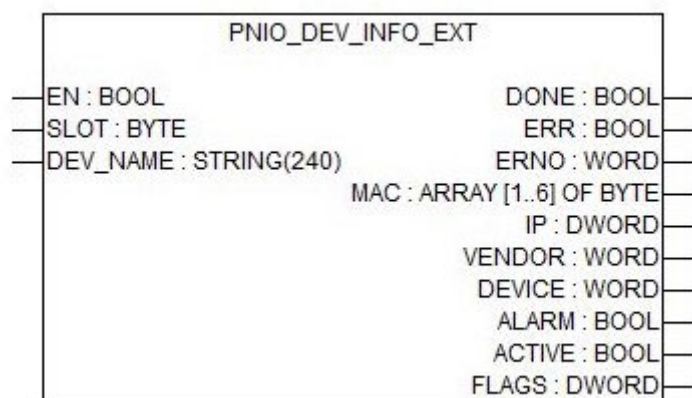 PNIO_DEV_INFO_EXT
EN : BOOL DONE : BOOL
SLOT : BYTE ERR : BOOL
DEV_NAME : STRING(240) ERNO : WORD
MAC : ARRAY [1..6] OF BYTE
IP : DWORD
VENDOR : WORD
DEVICE : WORD
ALARM : BOOL
ACTIVE : BOOL
FLAGS : DWORD